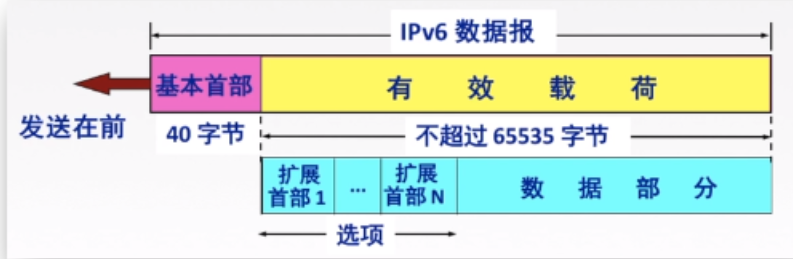 IPv6 数据报
基本首部
有效载荷
发送在前
40 字节
不超过 65535 字节
扩展
首部 1
...
扩展
首部 N
数据部分
选项